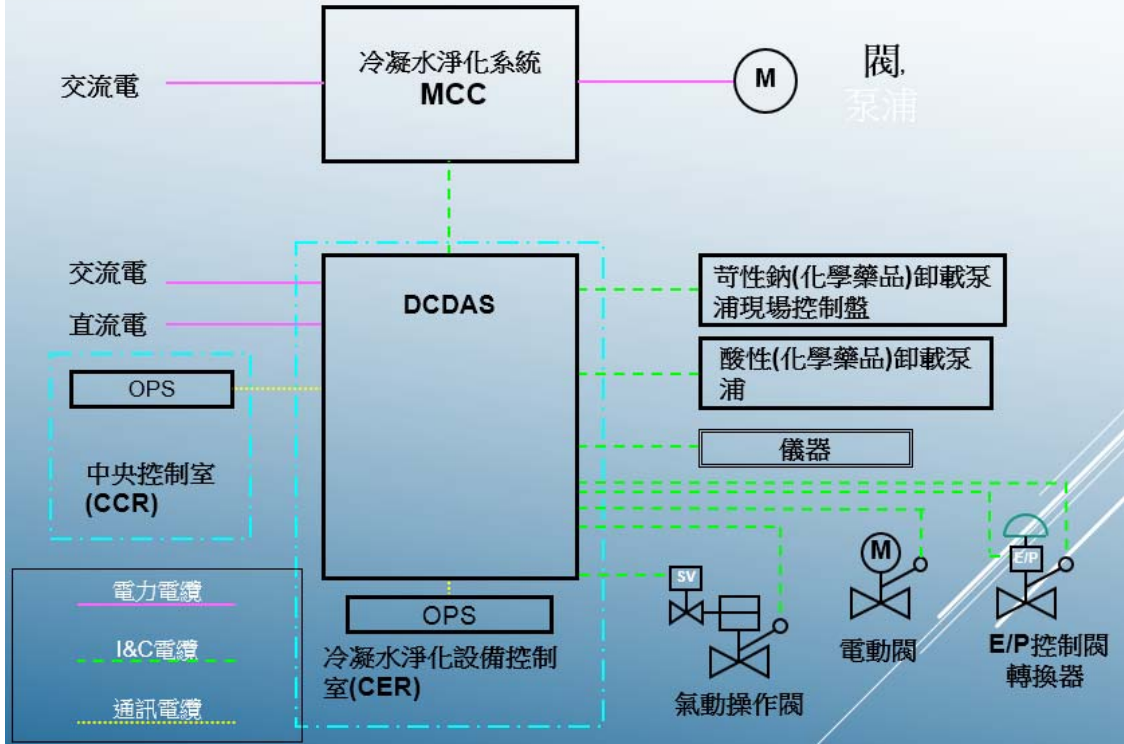 冷凝水淨化系統
MCC
交流電
M
閥,
泵浦
交流電
直流電
DCDAS
苛性鈉(化學藥品)卸載泵
浦現場控制盤
酸性(化學藥品)卸載泵
浦
OPS
儀器
中央控制室
(CCR)
M
E/P
SV
電力電纜
I&C電纜
通訊電纜
OPS
冷凝水淨化設備控制
室(CER)
氣動操作閥
電動閥
E/P控制閥
轉換器